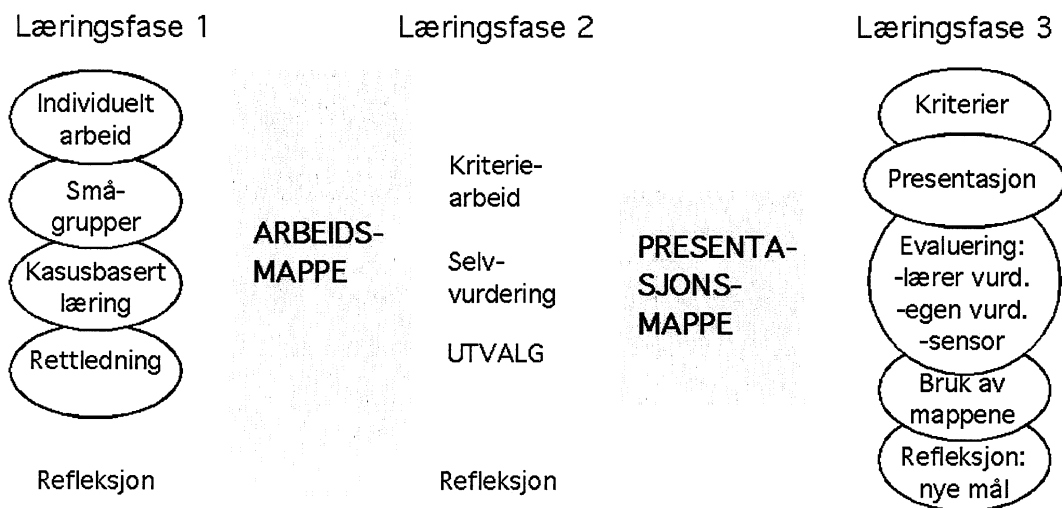 Læringsfase 1
Individuelt
arbeid
Små-
grupper
Kasusbasert
læring
Rettledning
Refleksjon
ARBEIDS-
MAPPE
Læringsfase 2
Kriterie-
arbeid
Selv-
vurdering
UTVALG
Refleksjon
PRESENTA-
SJONS-
MAPPE
Læringsfase 3
Kriterier
Presentasjon
Evaluering:
-lærer vurd.
-egen vurd.
-sensor
Bruk av
mappene
Refleksjon:
nye mål